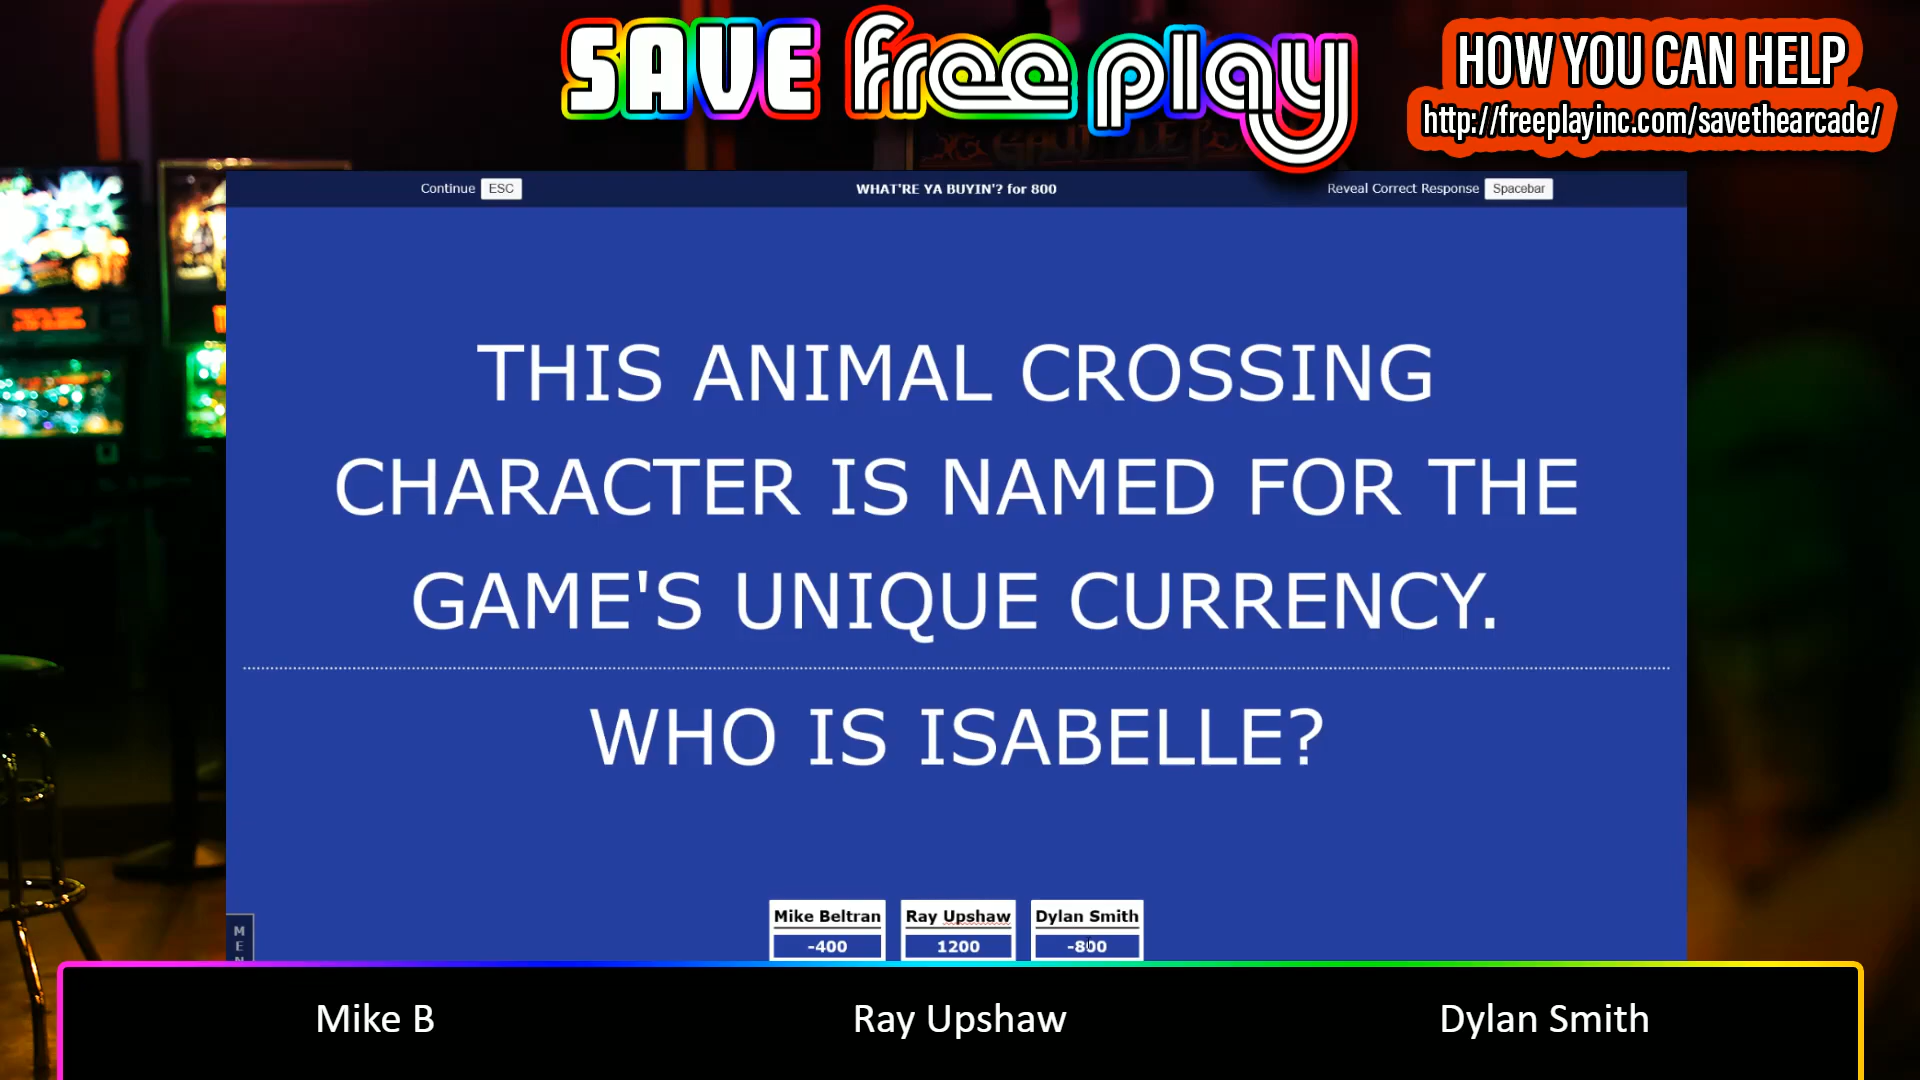 SAVE free play
HOW YOU CAN HELP
http://freeplayinc.com/savethearcade/
Continue ESC
WHAT'RE YA BUYIN'? for 800
Reveal Correct Response Spacebar
THIS ANIMAL CROSSING
CHARACTER IS NAMED FOR THE
GAME'S UNIQUE CURRENCY.
WHO IS ISABELLE?
M
E
N
Mike Beltran
-400
Ray Upshaw
1200
Dylan Smith
-800
Mike B
Ray Upshaw
Dylan Smith